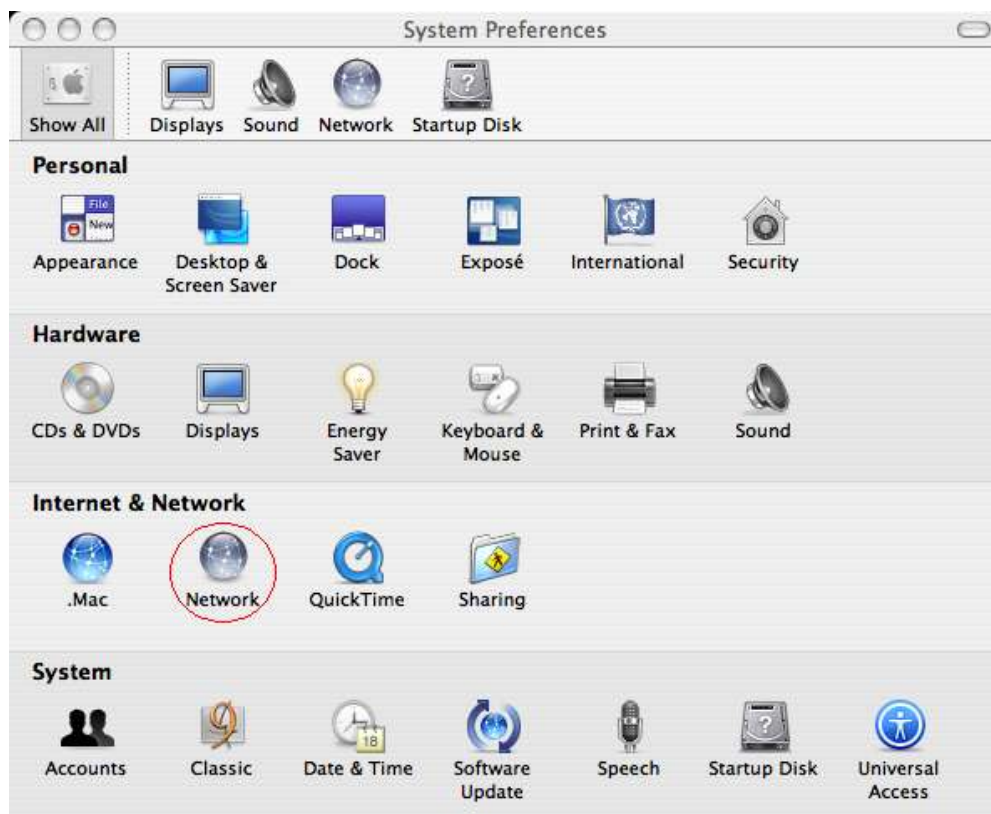 System Preferences
Show All Displays Sound Network Startup Disk
Personal
File
New
Appearance Desktop & Dock Exposé International Security
Screen Saver
Hardware
CDs & DVDs Displays Energy Keyboard & Print & Fax Sound
Saver Mouse
Internet & Network
.Mac Network QuickTime Sharing
System
18
Accounts Classic Date & Time Software Speech Startup Disk Universal
Update Access